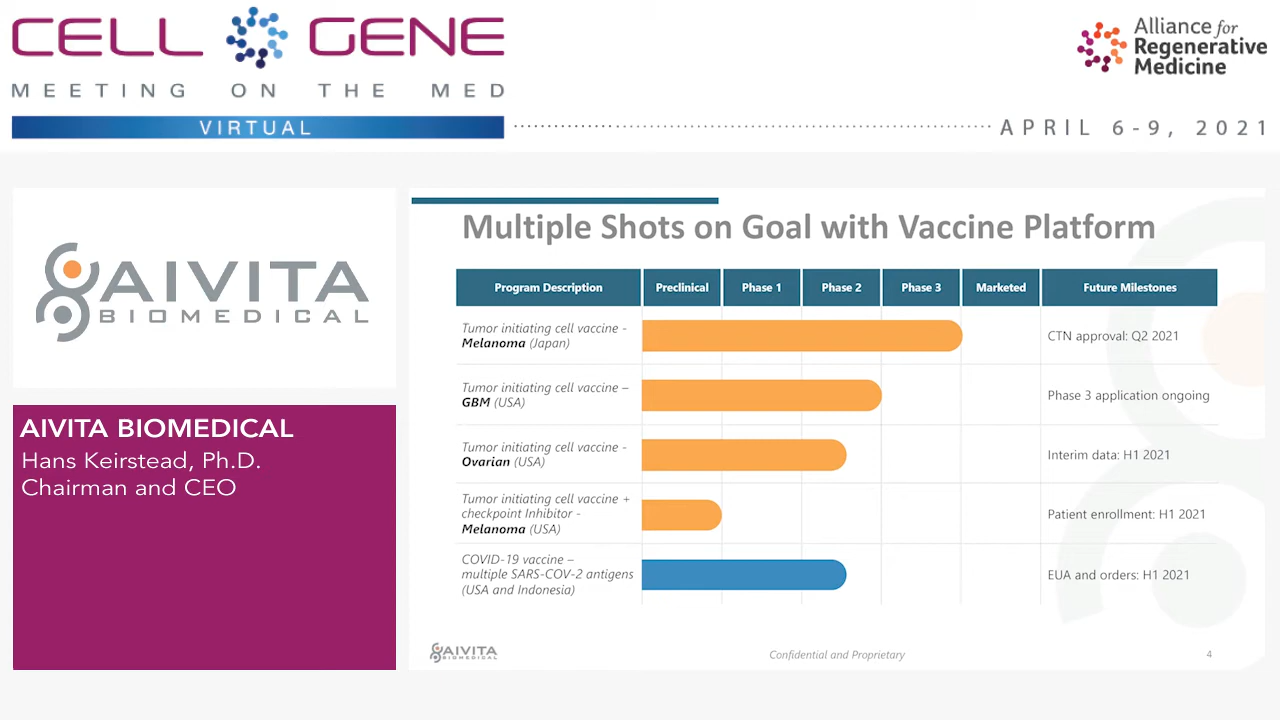 CELL GENE
MEETING ON THE MED
VIRTUAL
APRIL 6-9, 2021
Alliance for
Regenerative
Medicine
AIVITA
BIOMEDICAL
AIVITA BIOMEDICAL
Hans Keirstead, Ph.D.
Chairman and CEO
Multiple Shots on Goal with Vaccine Platform
Program Description Preclinical Phase 1 Phase 2 Phase 3 Marketed Future Milestones
Tumor initiating cell vaccine -
Melanoma (Japan)
CTN approval: Q2 2021
Tumor initiating cell vaccine –
GBM (USA)
Phase 3 application ongoing
Tumor initiating cell vaccine -
Ovarian (USA)
Interim data: H1 2021
Tumor initiating cell vaccine +
checkpoint Inhibitor -
Melanoma (USA)
Patient enrollment: H1 2021
COVID-19 vaccine –
multiple SARS-COV-2 antigens
(USA and Indonesia)
EUA and orders: H1 2021
AIVITA
BIOMEDICAL
Confidential and Proprietary
4